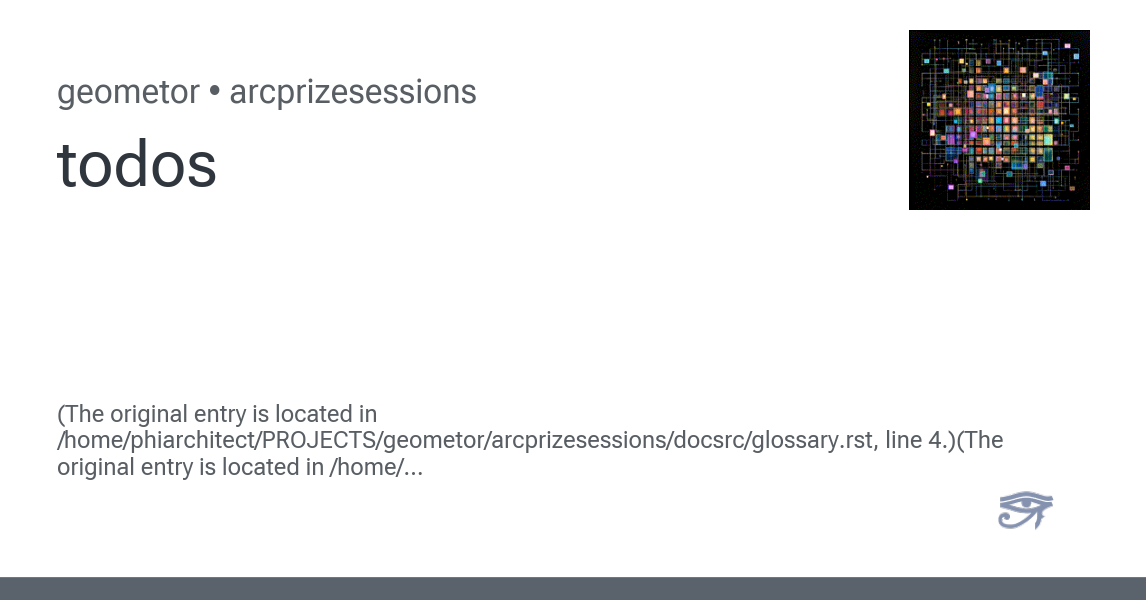 geometor • arcprizesessions
todos
(The original entry is located in
/home/phiarchitect/PROJECTS/geometor/arcprizesessions/docsrc/glossary.rst, line 4.)(The
original entry is located in /home/...